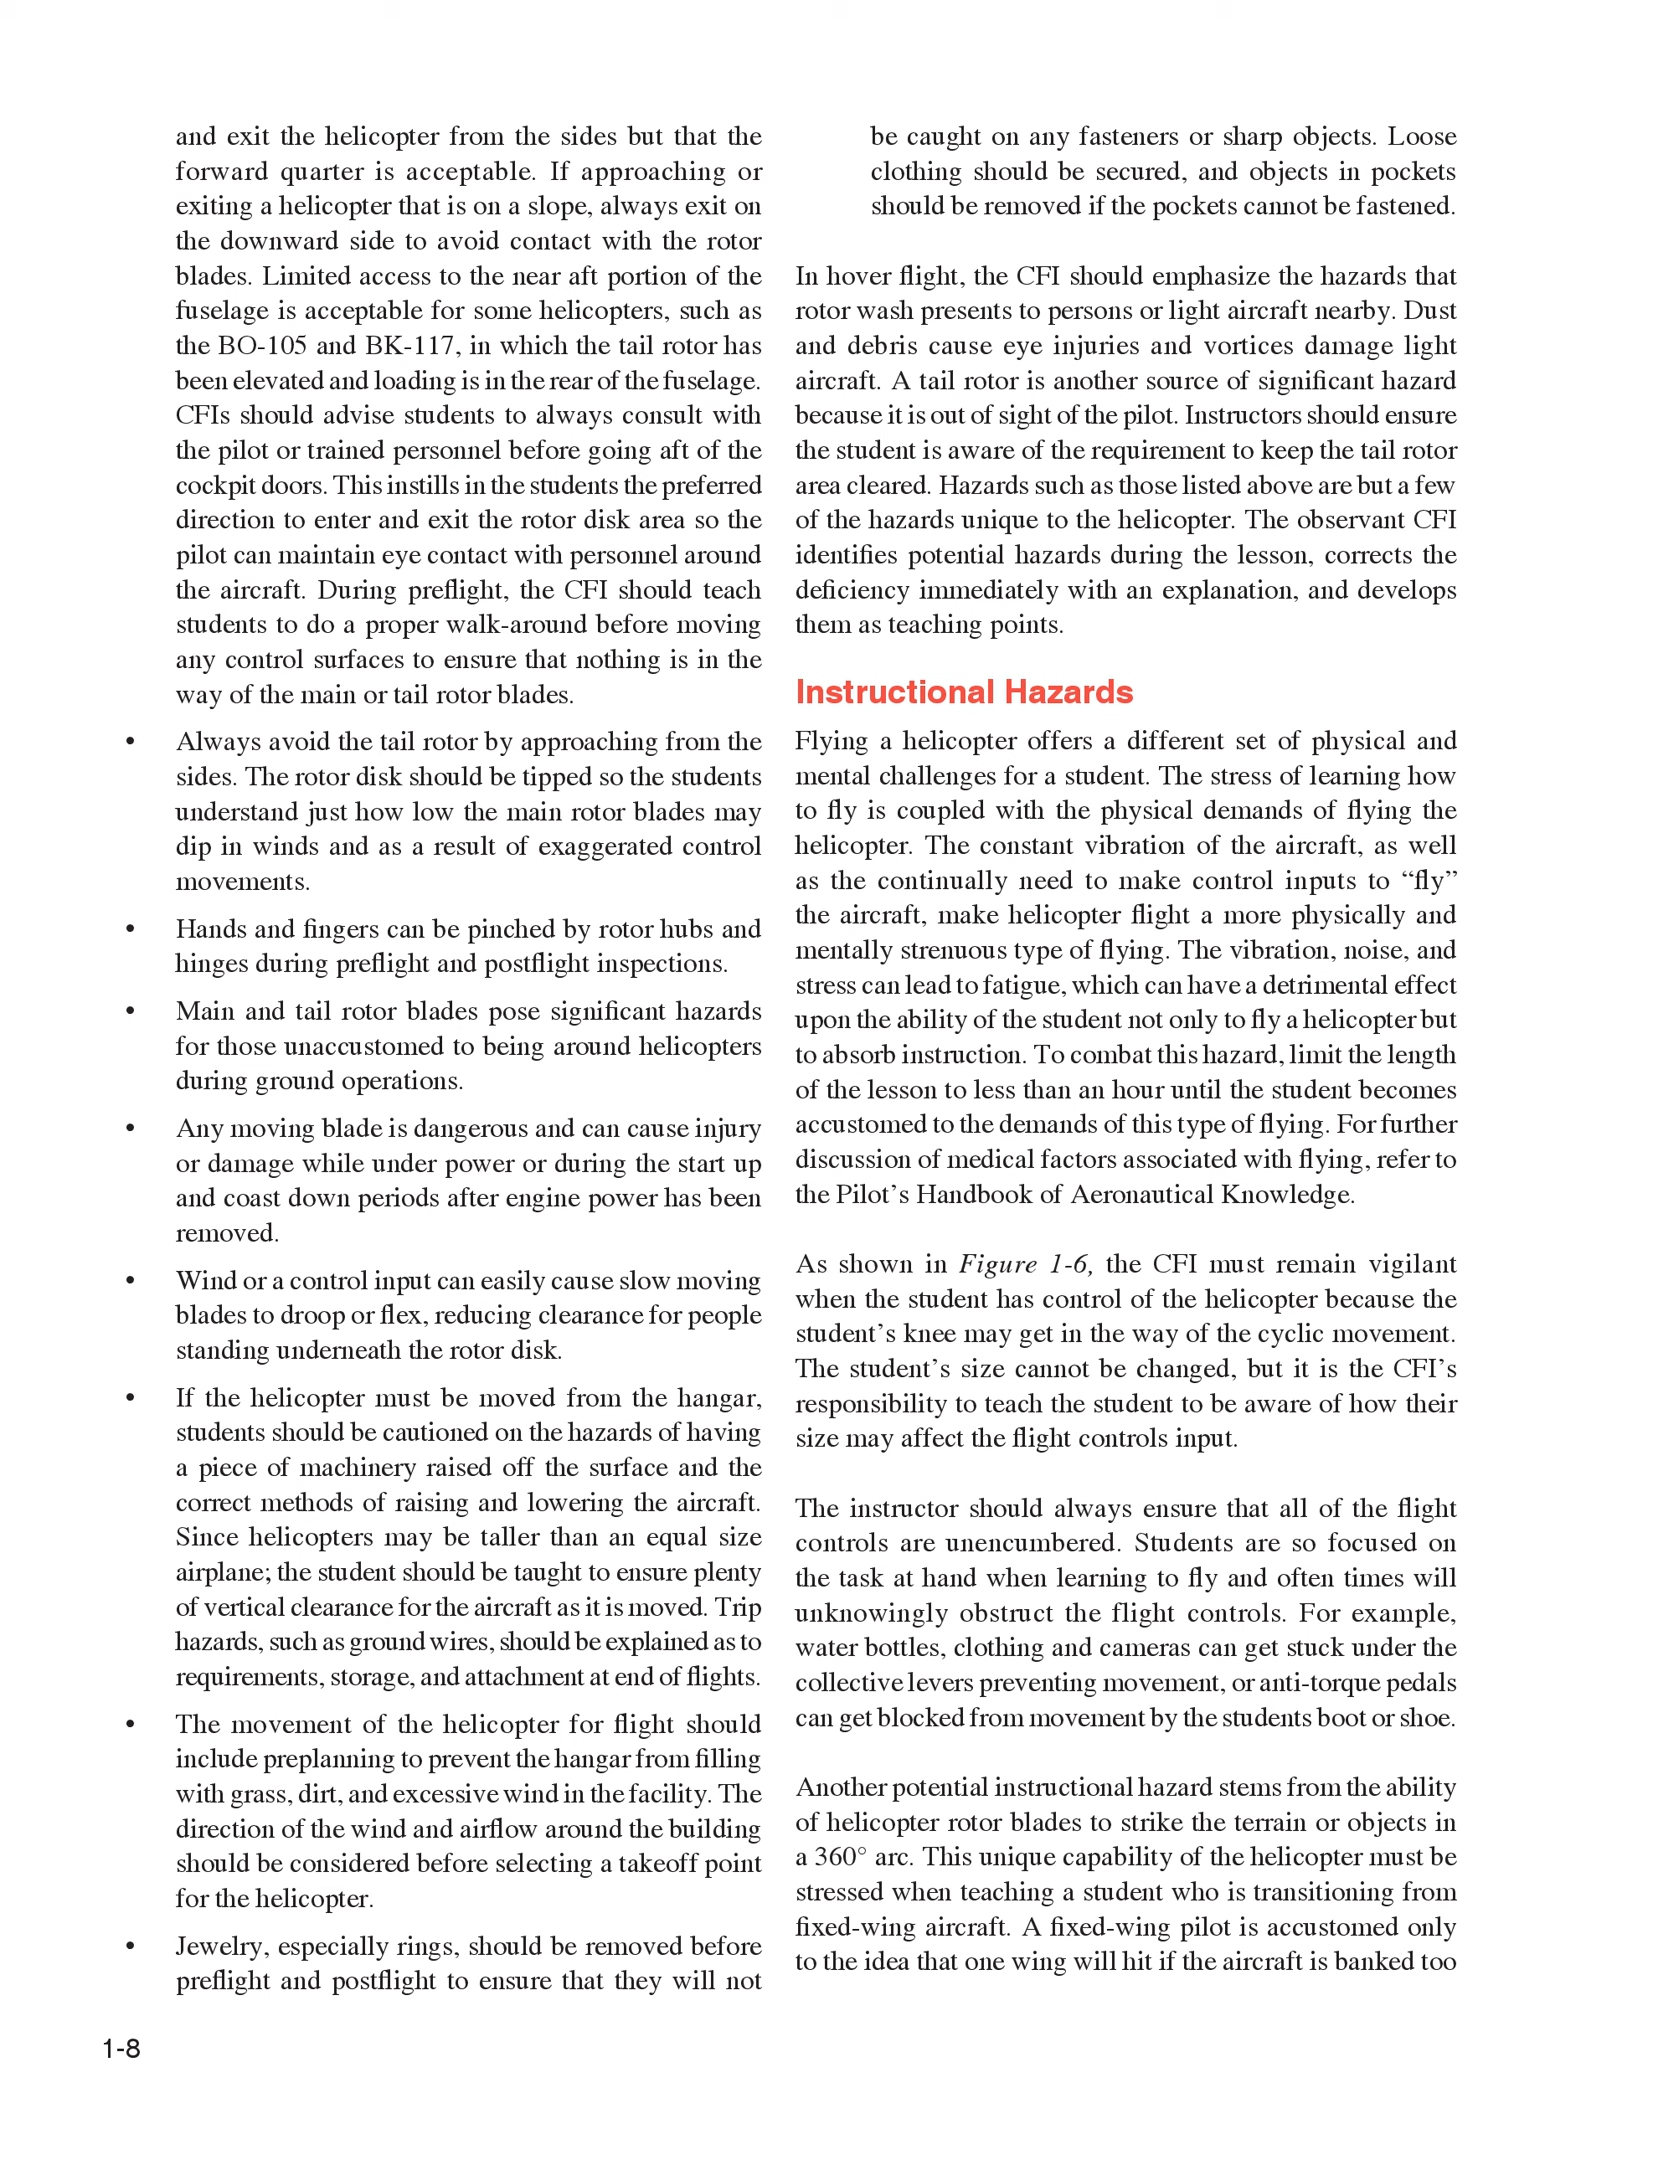 and exit the helicopter from the sides but that the
forward quarter is acceptable. If approaching or
exiting a helicopter that is on a slope, always exit on
the downward side to avoid contact with the rotor
blades. Limited access to the near aft portion of the
fuselage is acceptable for some helicopters, such as
the BO-105 and BK-117, in which the tail rotor has
been elevated and loading is in the rear of the fuselage.
CFIs should advise students to always consult with
the pilot or trained personnel before going aft of the
cockpit doors. This instills in the students the preferred
direction to enter and exit the rotor disk area so the
pilot can maintain eye contact with personnel around
the aircraft. During preflight, the CFI should teach
students to do a proper walk-around before moving
any control surfaces to ensure that nothing is in the
way of the main or tail rotor blades.
• Always avoid the tail rotor by approaching from the
sides. The rotor disk should be tipped so the students
understand just how low the main rotor blades may
dip in winds and as a result of exaggerated control
movements.
• Hands and fingers can be pinched by rotor hubs and
hinges during preflight and postflight inspections.
• Main and tail rotor blades pose significant hazards
for those unaccustomed to being around helicopters
during ground operations.
• Any moving blade is dangerous and can cause injury
or damage while under power or during the start up
and coast down periods after engine power has been
removed.
• Wind or a control input can easily cause slow moving
blades to droop or flex, reducing clearance for people
standing underneath the rotor disk.
• If the helicopter must be moved from the hangar,
students should be cautioned on the hazards of having
a piece of machinery raised off the surface and the
correct methods of raising and lowering the aircraft.
Since helicopters may be taller than an equal size
airplane; the student should be taught to ensure plenty
of vertical clearance for the aircraft as it is moved. Trip
hazards, such as ground wires, should be explained as to
requirements, storage, and attachment at end of flights.
• The movement of the helicopter for flight should
include preplanning to prevent the hangar from filling
with grass, dirt, and excessive wind in the facility. The
direction of the wind and airflow around the building
should be considered before selecting a takeoff point
for the helicopter.
• Jewelry, especially rings, should be removed before
preflight and postflight to ensure that they will not
be caught on any fasteners or sharp objects. Loose
clothing should be secured, and objects in pockets
should be removed if the pockets cannot be fastened.
In hover flight, the CFI should emphasize the hazards that
rotor wash presents to persons or light aircraft nearby. Dust
and debris cause eye injuries and vortices damage light
aircraft. A tail rotor is another source of significant hazard
because it is out of sight of the pilot. Instructors should ensure
the student is aware of the requirement to keep the tail rotor
area cleared. Hazards such as those listed above are but a few
of the hazards unique to the helicopter. The observant CFI
identifies potential hazards during the lesson, corrects the
deficiency immediately with an explanation, and develops
them as teaching points.
Instructional Hazards
Flying a helicopter offers a different set of physical and
mental challenges for a student. The stress of learning how
to fly is coupled with the physical demands of flying the
helicopter. The constant vibration of the aircraft, as well
as the continually need to make control inputs to “fly”
the aircraft, make helicopter flight a more physically and
mentally strenuous type of flying. The vibration, noise, and
stress can lead to fatigue, which can have a detrimental effect
upon the ability of the student not only to fly a helicopter but
to absorb instruction. To combat this hazard, limit the length
of the lesson to less than an hour until the student becomes
accustomed to the demands of this type of flying. For further
discussion of medical factors associated with flying, refer to
the Pilot’s Handbook of Aeronautical Knowledge.
As shown in Figure 1-6, the CFI must remain vigilant
when the student has control of the helicopter because the
student’s knee may get in the way of the cyclic movement.
The student’s size cannot be changed, but it is the CFI’s
responsibility to teach the student to be aware of how their
size may affect the flight controls input.
The instructor should always ensure that all of the flight
controls are unencumbered. Students are so focused on
the task at hand when learning to fly and often times will
unknowingly obstruct the flight controls. For example,
water bottles, clothing and cameras can get stuck under the
collective levers preventing movement, or anti-torque pedals
can get blocked from movement by the students boot or shoe.
Another potential instructional hazard stems from the ability
of helicopter rotor blades to strike the terrain or objects in
a 360° arc. This unique capability of the helicopter must be
stressed when teaching a student who is transitioning from
fixed-wing aircraft. A fixed-wing pilot is accustomed only
to the idea that one wing will hit if the aircraft is banked too
1-8